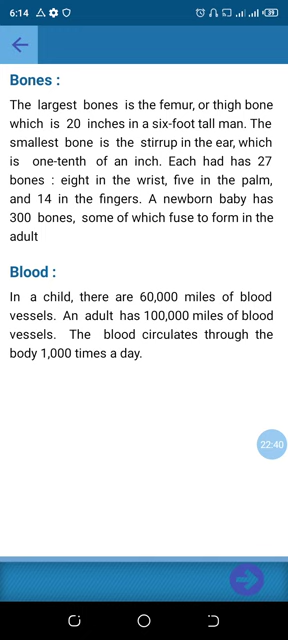 6:14
39
Bones :
The largest bones is the femur, or thigh bone
which is 20 inches in a six-foot tall man. The
smallest bone is the stirrup in the ear, which
is one-tenth of an inch. Each had has 27
bones : eight in the wrist, five in the palm,
and 14 in the fingers. A newborn baby has
300 bones, some of which fuse to form in the
adult
Blood :
In a child, there are 60,000 miles of blood
vessels. An adult has 100,000 miles of blood
vessels. The blood circulates through the
body 1,000 times a day.
22:40